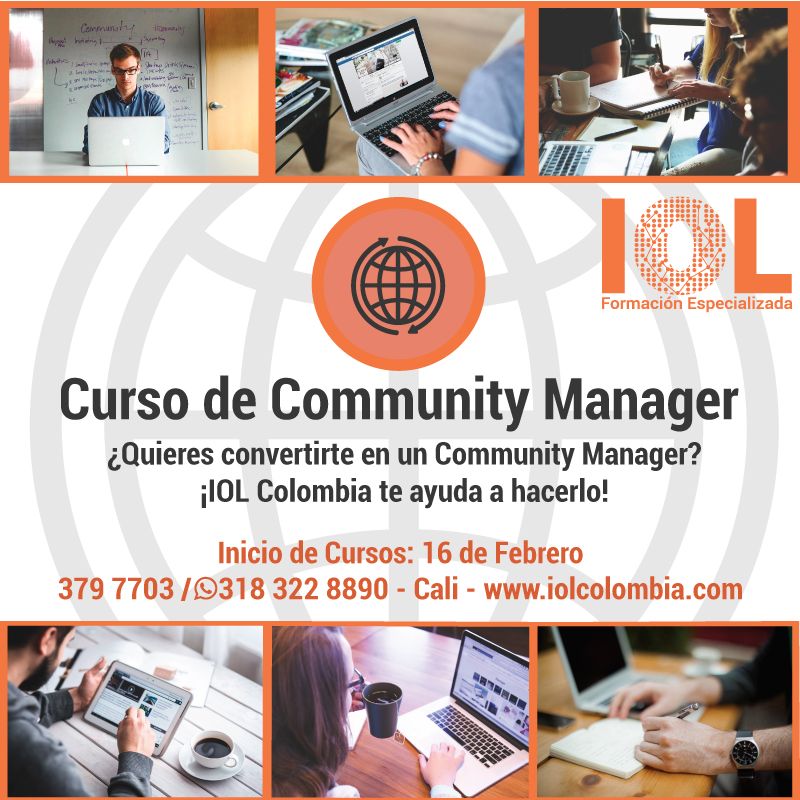 Community
IOL
Formación Especializada
Curso de Community Manager
¿Quieres convertirte en un Community Manager?
¡IOL Colombia te ayuda a hacerlo!
Inicio de Cursos: 16 de Febrero
379 7703 / 318 322 8890 - Cali - www.iolcolombia.com